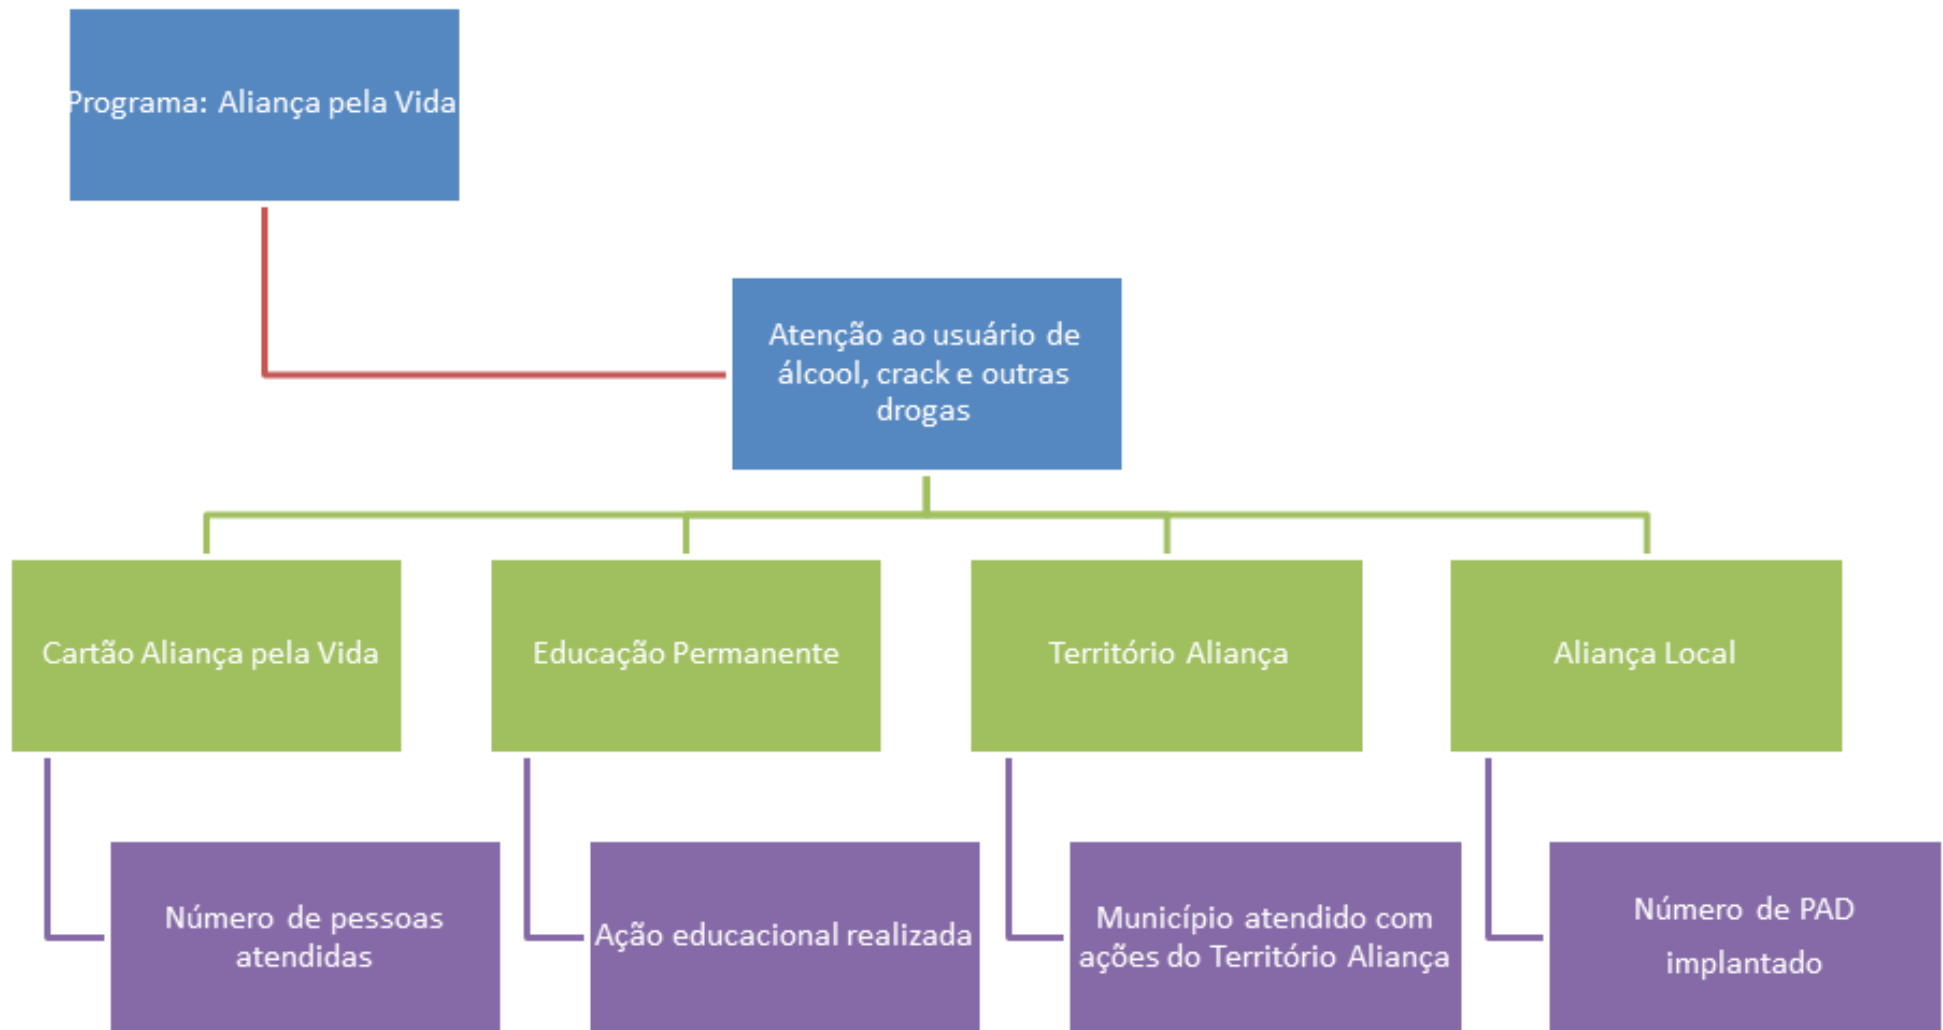 Programa: Aliança pela Vida
Atenção ao usuário de
álcool, crack e outras
drogas
Cartão Aliança pela Vida
Educação Permanente
Território Aliança
Aliança Local
Número de pessoas
atendidas
Ação educacional realizada
Município atendido com
ações do Território Aliança
Número de PAD
implantado